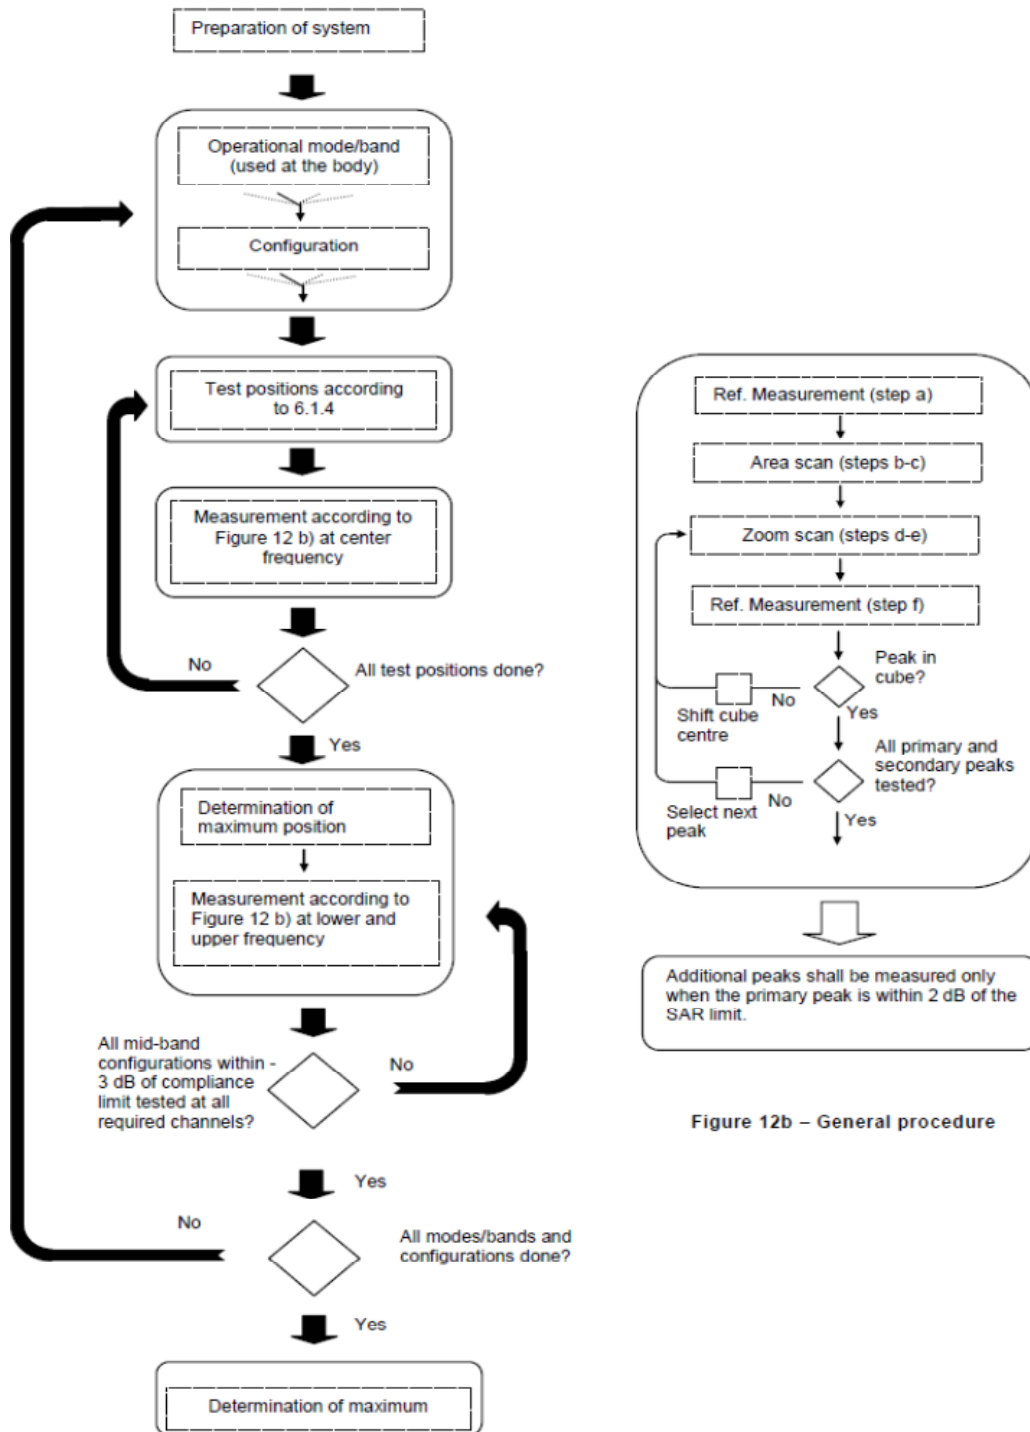 Preparation of system
Operational mode/band
(used at the body)
Configuration
Test positions according
to 6.1.4
Measurement according to
Figure 12 b) at center
frequency
No
All test positions done?
Yes
Determination of
maximum position
Measurement according to
Figure 12 b) at lower and
upper frequency
All mid-band
configurations within -
3 dB of compliance
limit tested at all
required channels?
No
Yes
No
All modes/bands and
configurations done?
Yes
Determination of maximum
Ref. Measurement (step a)
Area scan (steps b-c)
Zoom scan (steps d-e)
Ref. Measurement (step f)
Peak in
cube?
No
Shift cube
centre
Yes
All primary and
secondary peaks
tested?
No
Select next
peak
Yes
Additional peaks shall be measured only
when the primary peak is within 2 dB of the
SAR limit.
Figure 12b – General procedure